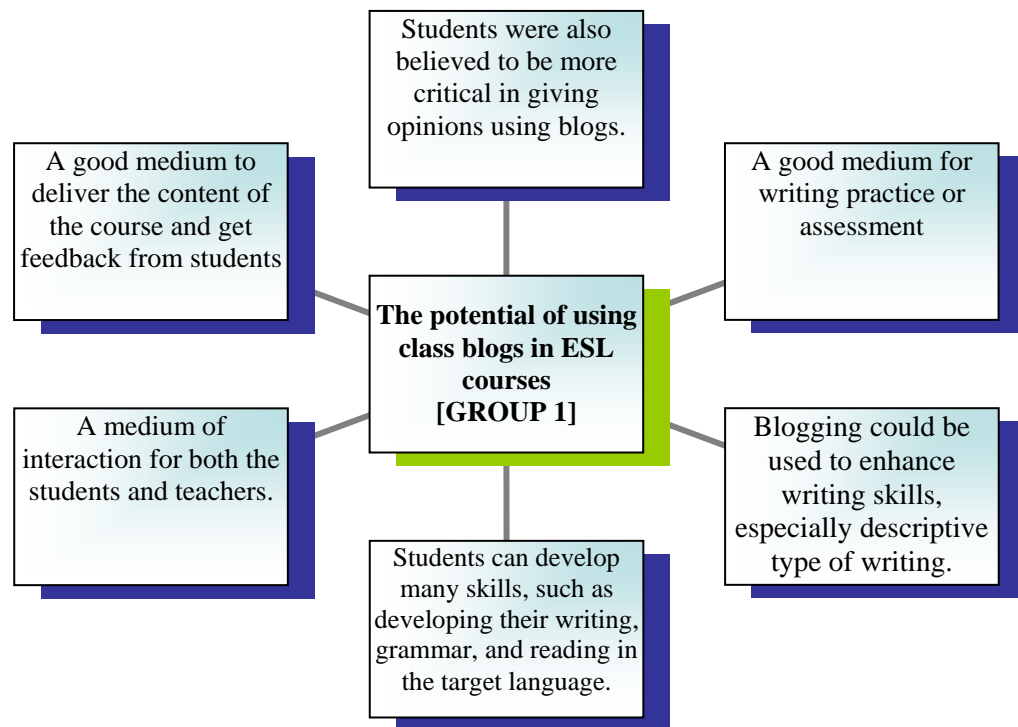 Students were also
believed to be more
critical in giving
opinions using blogs.
A good medium to
deliver the content of
the course and get
feedback from students
A good medium for
writing practice or
assessment
The potential of using
class blogs in ESL
courses
[GROUP 1]
A medium of
interaction for both the
students and teachers.
Blogging could be
used to enhance
writing skills,
especially descriptive
type of writing.
Students can develop
many skills, such as
developing their writing,
grammar, and reading in
the target language.